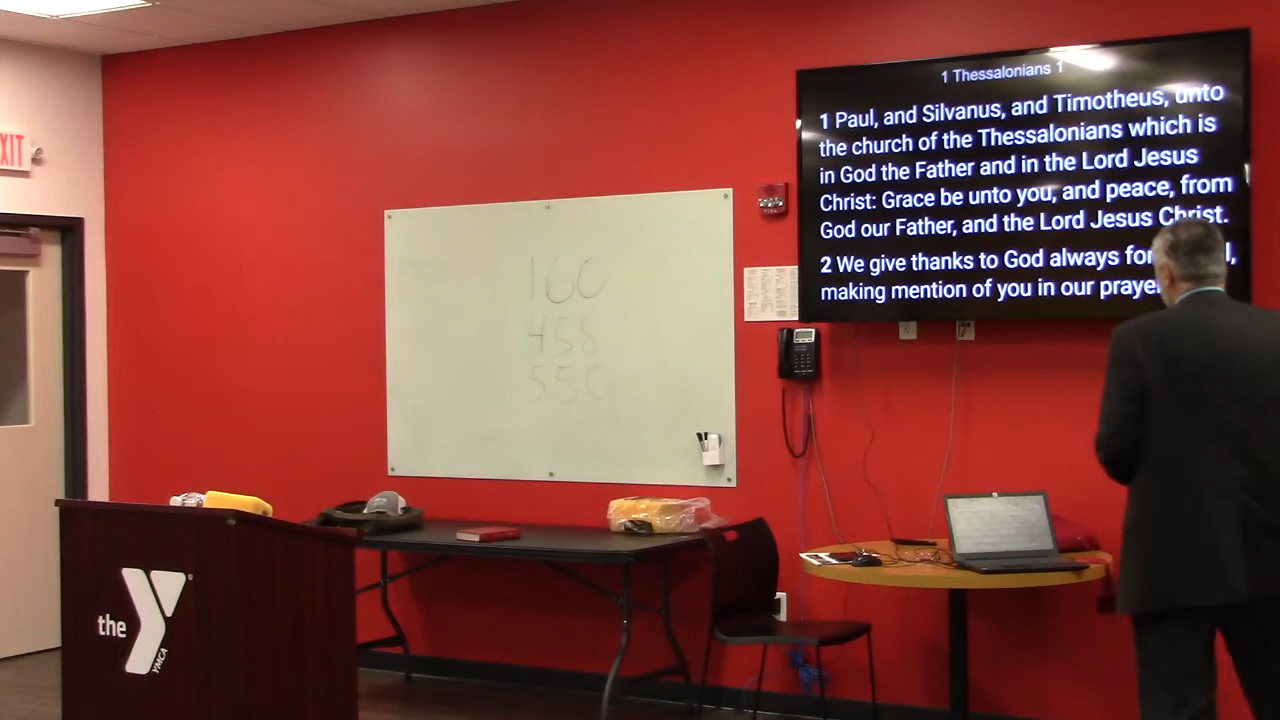 EXIT
1 Thessalonians 1
1 Paul, and Silvanus, and Timotheus, unto
the church of the Thessalonians which is
in God the Father and in the Lord Jesus
Christ: Grace be unto you, and peace, from
God our Father, and the Lord Jesus Christ.
2 We give thanks to God always for
making mention of you in our
160
458
550
FIRE
the Y
YMCA